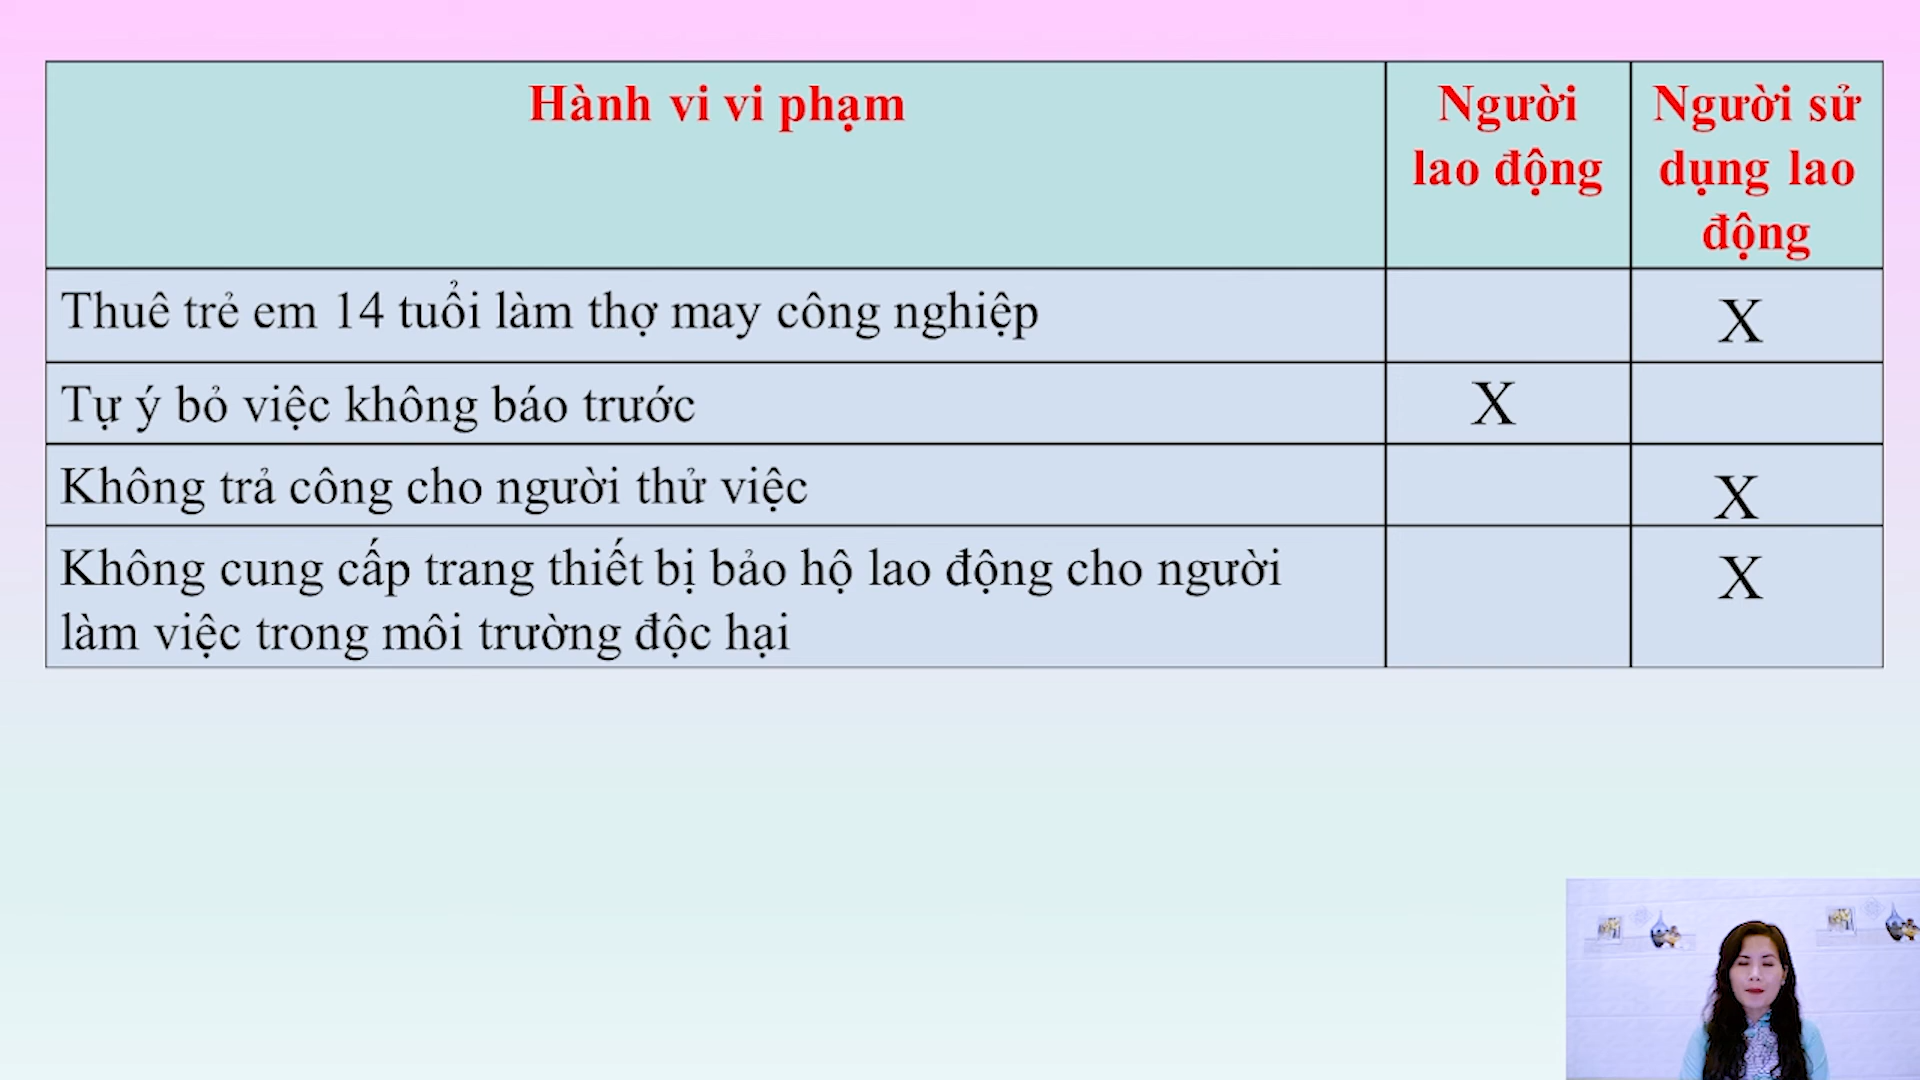 Hành vi vi phạm
Người
lao động
Người sử
dụng lao
động
Thuê trẻ em 14 tuổi làm thợ may công nghiệp
X
Tự ý bỏ việc không báo trước
X
Không trả công cho người thử việc
X
Không cung cấp trang thiết bị bảo hộ lao động cho người
làm việc trong môi trường độc hại
X